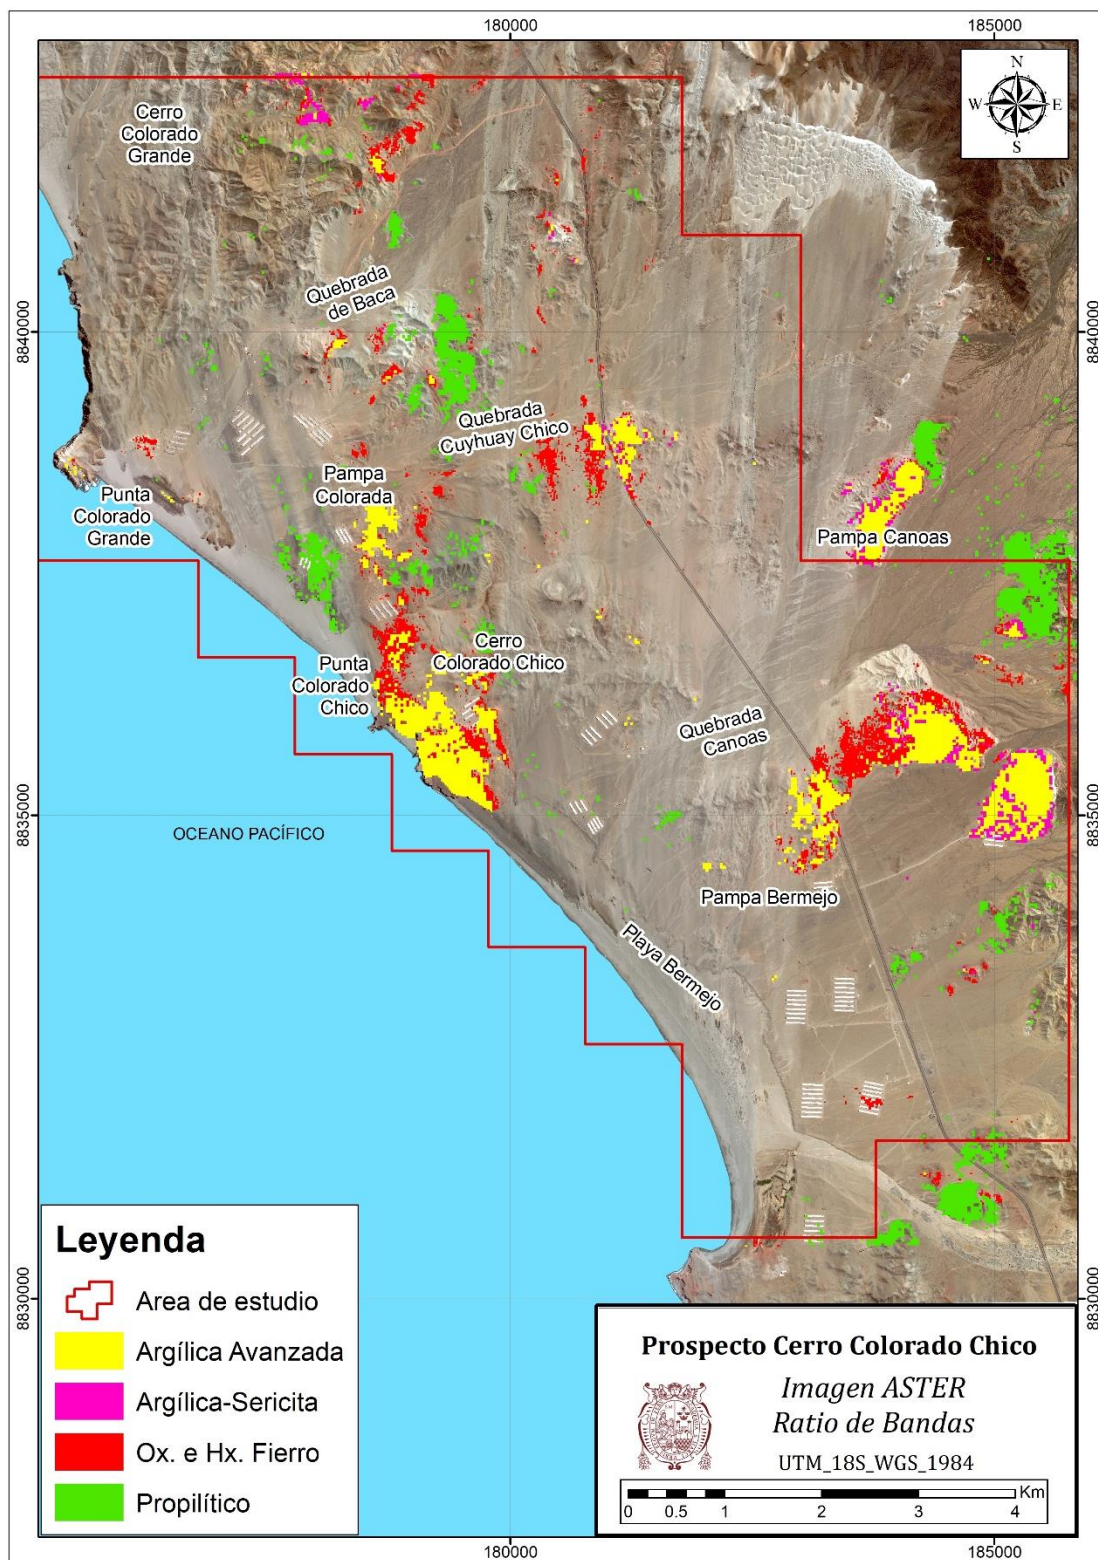 180000
185000
N
W
E
S
Cerro
Colorado
Grande
Quebrada
de Baca
8840000
8840000
Quebrada
Cuyhuay Chico
Pampa
Colorada
Punta
Colorado
Grande
Pampa Canoas
Cerro
Colorado Chico
Punta
Colorado
Chico
Quebrada
Canoas
8835000
8835000
OCEANO PACÍFICO
Pampa Bermejo
Playa Bermejo
8830000
8830000
Leyenda
Area de estudio
Argílica Avanzada
Argílica-Sericita
Ox. e Hx. Fierro
Propilítico
Prospecto Cerro Colorado Chico
Imagen ASTER
Ratio de Bandas
UTM_18S_WGS_1984
Km
0 0.5 1 2 3 4
180000
185000